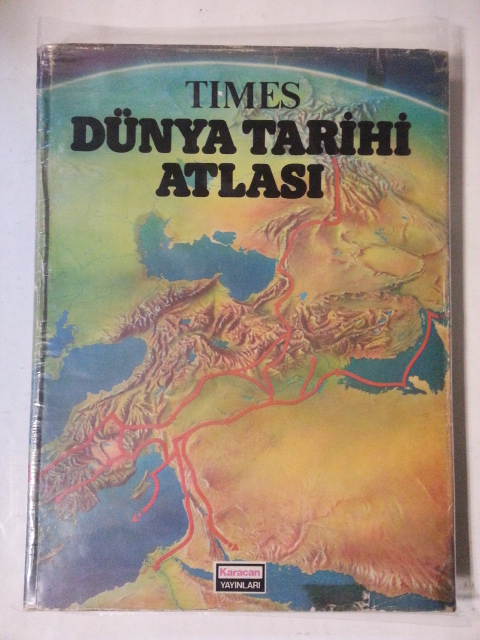 TIMES
DÜNYA TARİHİ
ATLASI
Karacan
YAYINLARI